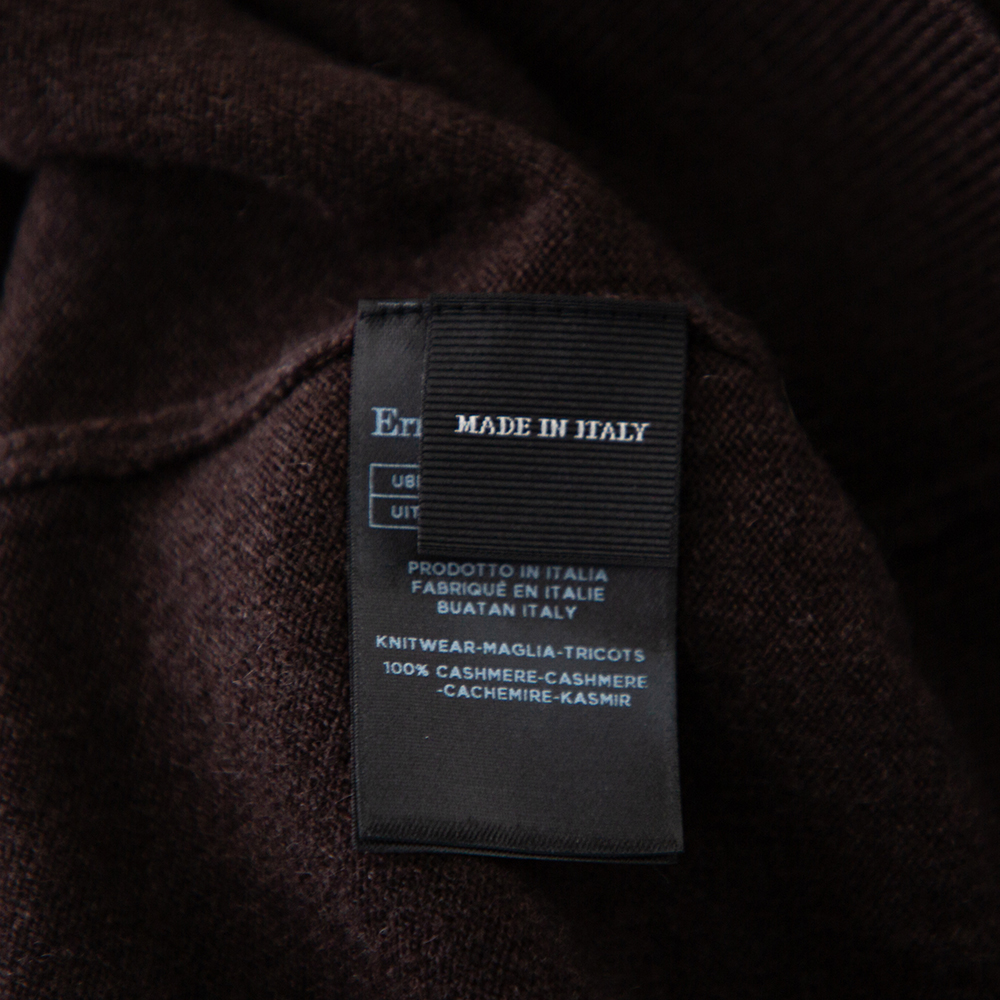 MADE IN ITALY
PRODOTTO IN ITALIA
FABRIQUÉ EN ITALIE
BUATAN ITALY
KNITWEAR-MAGLIA-TRICOTS
100% CASHMERE-CASHMERE
-CACHEMIRE-KASMIR